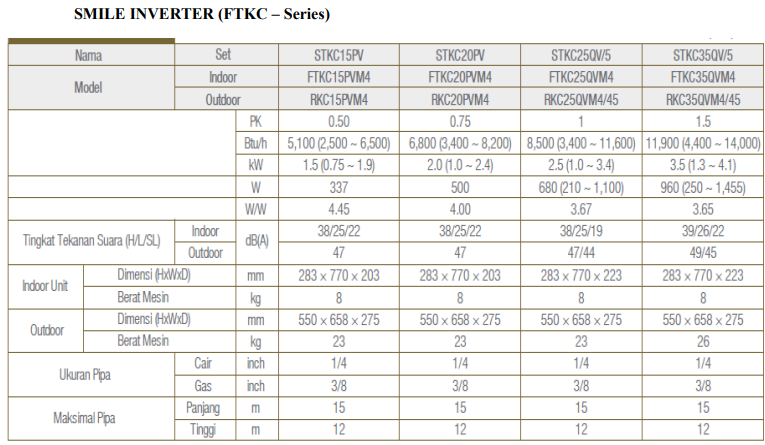 SMILE INVERTER (FTKC – Series)
Nama Set STKC15PV STKC20PV STKC25QV/5 STKC35QV/5
Model Indoor FTKC15PVM4 FTKC20PVM4 FTKC25QVM4 FTKC35QVM4
Outdoor RKC15PVM4 RKC20PVM4 RKC25QVM4/45 RKC35QVM4/45
PK 0.50 0.75 1 1.5
Btu/h 5,100 (2,500 ~ 6,500) 6,800 (3,400 ~ 8,200) 8,500 (3,400 ~ 11,600) 11,900 (4,400 ~ 14,000)
kW 1.5 (0.75 ~ 1.9) 2.0 (1.0 ~ 2.4) 2.5 (1.0 ~ 3.4) 3.5 (1.3 ~ 4.1)
W 337 500 680 (210 ~ 1,100) 960 (250 ~ 1,455)
W/W 4.45 4.00 3.67 3.65
Tingkat Tekanan Suara (H/L/SL) Indoor dB(A) 38/25/22 38/25/22 38/25/19 39/26/22
Outdoor 47 47 47/44 49/45
Indoor Unit Dimensi (HxWxD) mm 283 × 770 × 203 283 × 770 × 203 283 × 770 × 223 283 × 770 × 223
Berat Mesin kg 8 8 8 8
Outdoor Dimensi (HxWxD) mm 550 × 658 × 275 550 × 658 × 275 550 × 658 × 275 550 × 658 × 275
Berat Mesin kg 23 23 23 26
Ukuran Pipa Cair inch 1/4 1/4 1/4 1/4
Gas inch 3/8 3/8 3/8 3/8
Maksimal Pipa Panjang m 15 15 15 15
Tinggi m 12 12 12 12